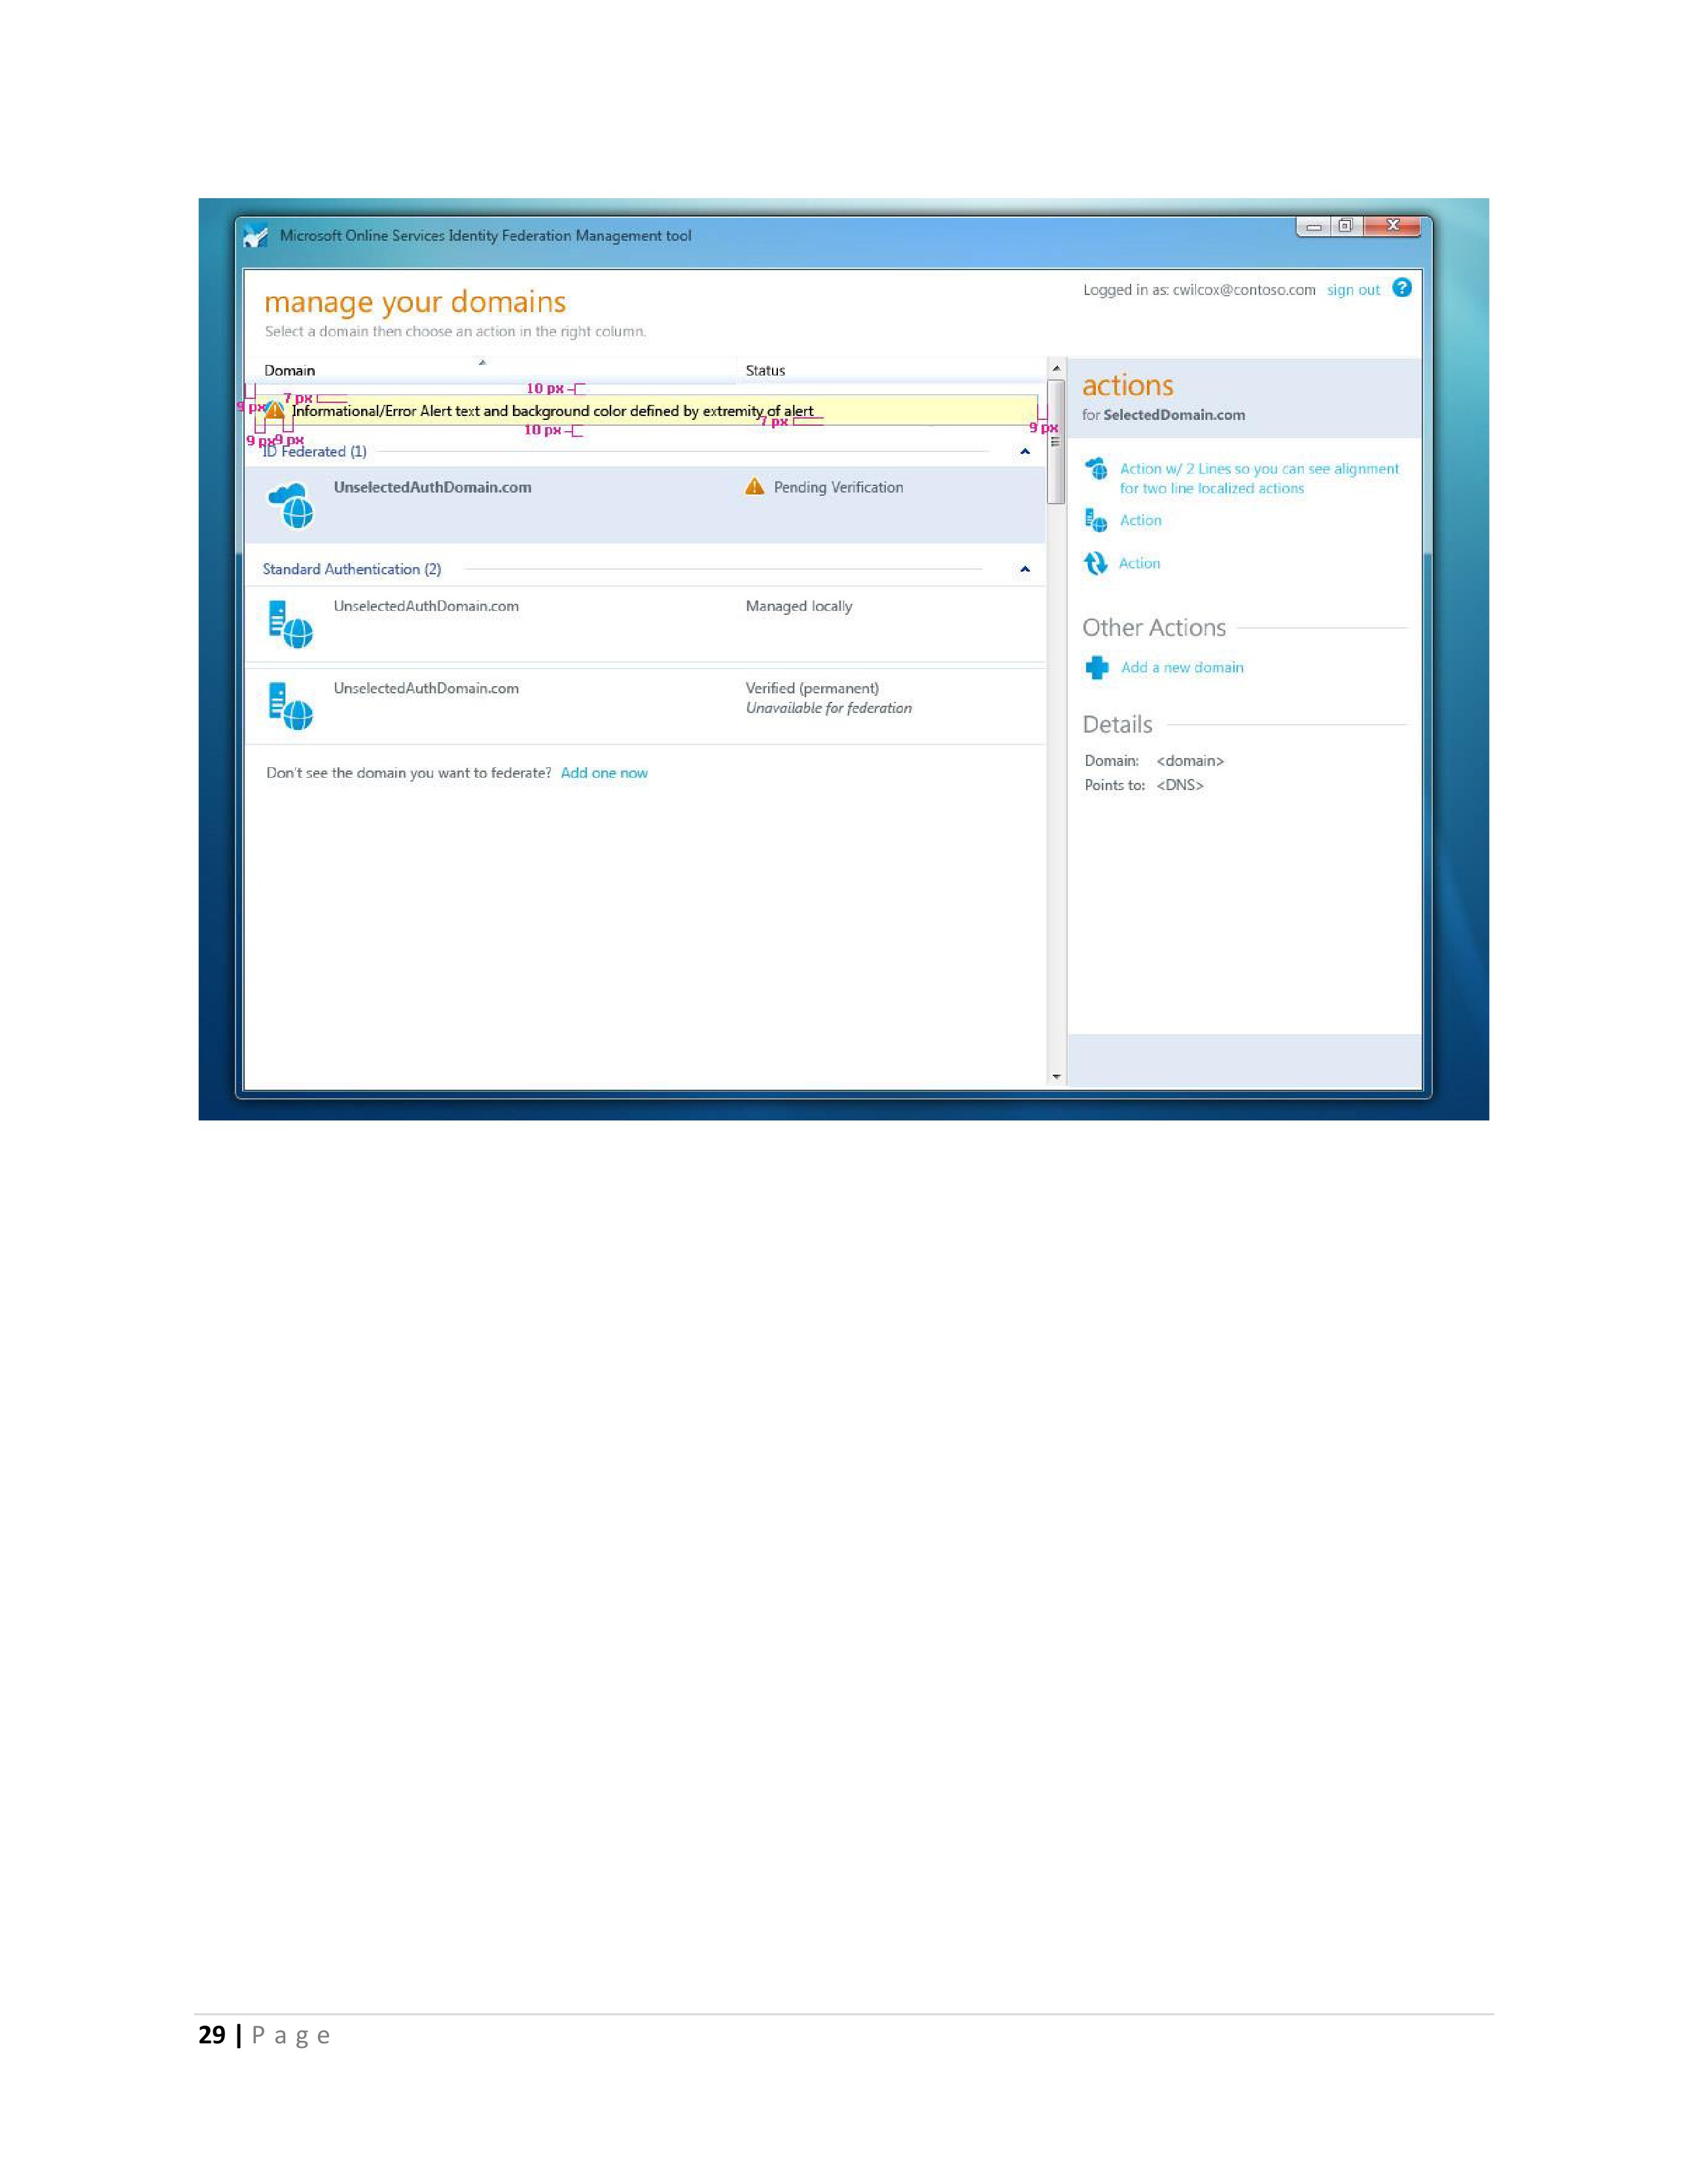 Microsoft Online Services Identity Federation Management tool
manage your domains
Select a domain then choose an action in the right column.
Logged in as: cwilcox@contoso.com sign out ?
Domain
Status
10 px
7 px
9 px
Informational/Error Alert text and background color defined by extremity of alert
7 px
9 px
10 px
9 px 9 px
ID Federated (1)
UnselectedAuthDomain.com
Pending Verification
Standard Authentication (2)
UnselectedAuthDomain.com
Managed locally
UnselectedAuthDomain.com
Verified (permanent)
Unavailable for federation
Don't see the domain you want to federate? Add one now
actions
for SelectedDomain.com
Action w/ 2 Lines so you can see alignment
for two line localized actions
Action
Action
Other Actions
Add a new domain
Details
Domain: <domain>
Points to: <DNS>
29 | Page